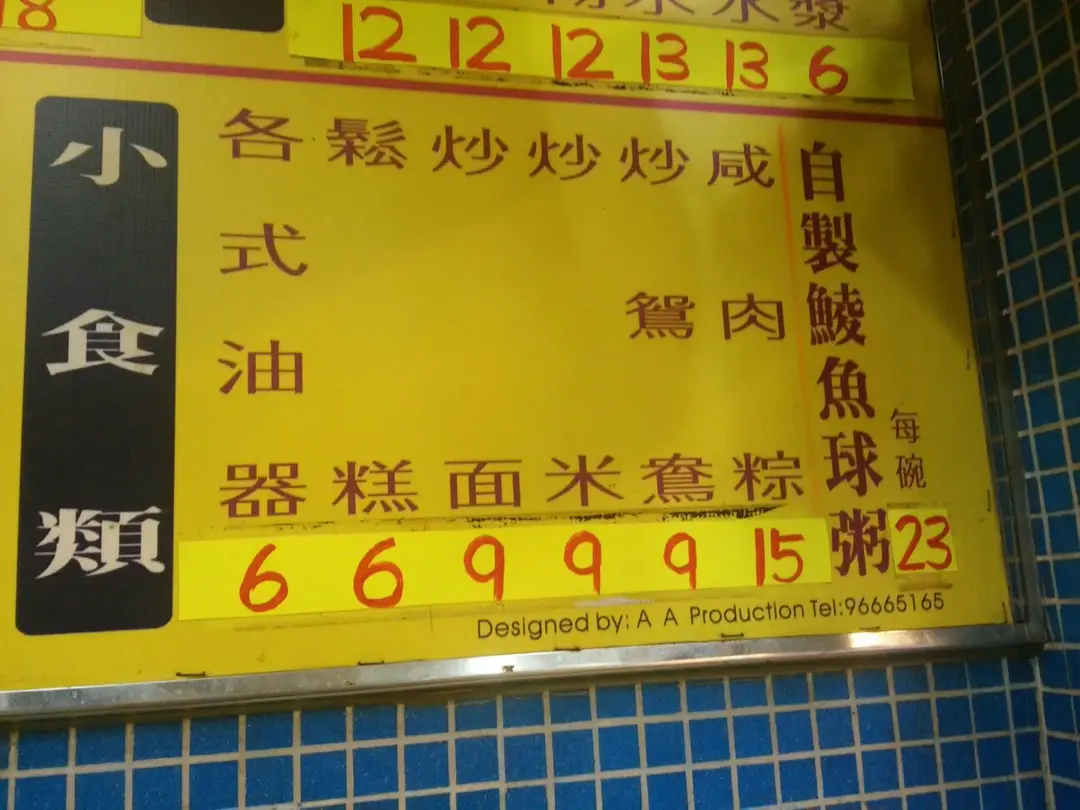 18
12 12 12 13 13 6
小食類
各式油器 6
鬆糕 6
炒面 9
炒米 9
炒鴛鴦 9
咸肉粽 15
自製鯪魚球粥 每碗 23
Designed by: A A Production Tel:96665165